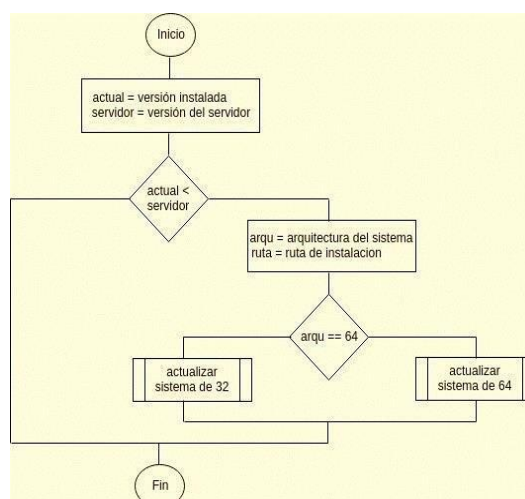 Inicio
actual = versión instalada
servidor = versión del servidor
actual <
servidor
arqu = arquitectura del sistema
ruta = ruta de instalacion
arqu == 64
actualizar
sistema de 32
actualizar
sistema de 64
Fin